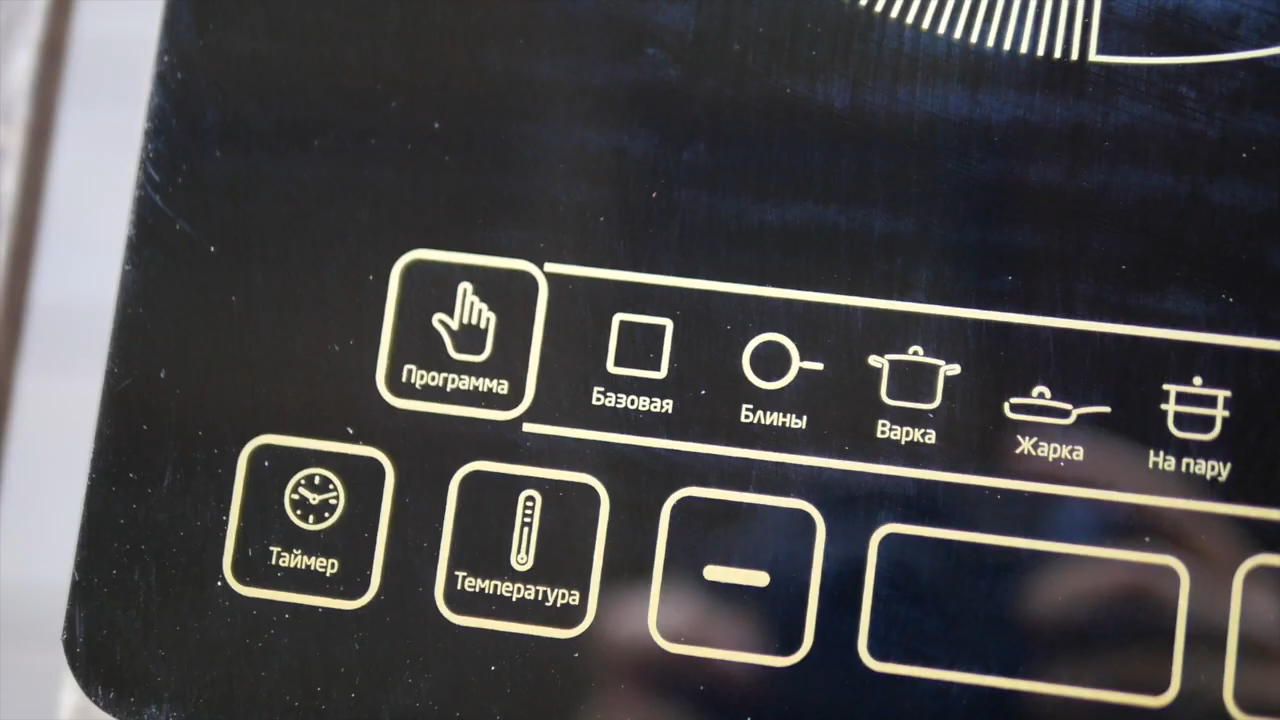 Программа
Базовая
Блины
Варка
Жарка
На пару
Таймер
Температура